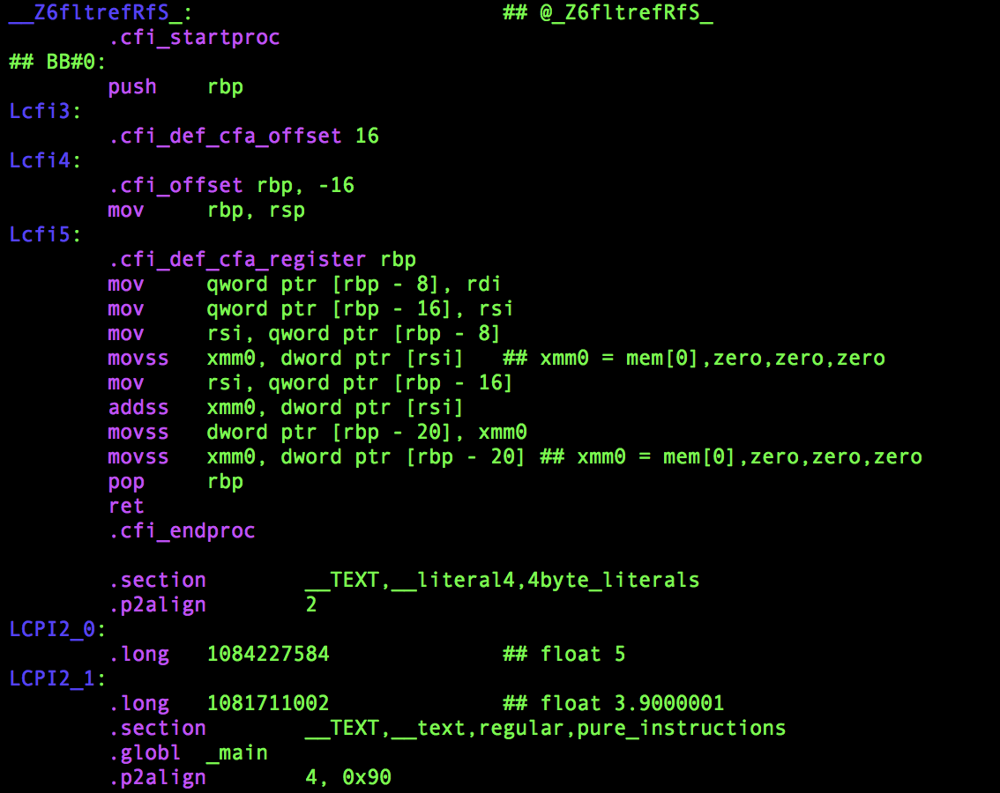 __Z6fltrefRfS_:                         ## @_Z6fltrefRfS_
        .cfi_startproc
## BB#0:
        push    rbp
Lcfi3:
        .cfi_def_cfa_offset 16
Lcfi4:
        .cfi_offset rbp, -16
        mov     rbp, rsp
Lcfi5:
        .cfi_def_cfa_register rbp
        mov     qword ptr [rbp - 8], rdi
        mov     qword ptr [rbp - 16], rsi
        mov     rsi, qword ptr [rbp - 8]
        movss   xmm0, dword ptr [rsi]   ## xmm0 = mem[0],zero,zero,zero
        mov     rsi, qword ptr [rbp - 16]
        addss   xmm0, dword ptr [rsi]
        movss   dword ptr [rbp - 20], xmm0
        movss   xmm0, dword ptr [rbp - 20] ## xmm0 = mem[0],zero,zero,zero
        pop     rbp
        ret
        .cfi_endproc

        .section        __TEXT,__literal4,4byte_literals
        .p2align        2
LCPI2_0:
        .long   1084227584              ## float 5
LCPI2_1:
        .long   1081711002              ## float 3.9000001
        .section        __TEXT,__text,regular,pure_instructions
        .globl  _main
        .p2align        4, 0x90